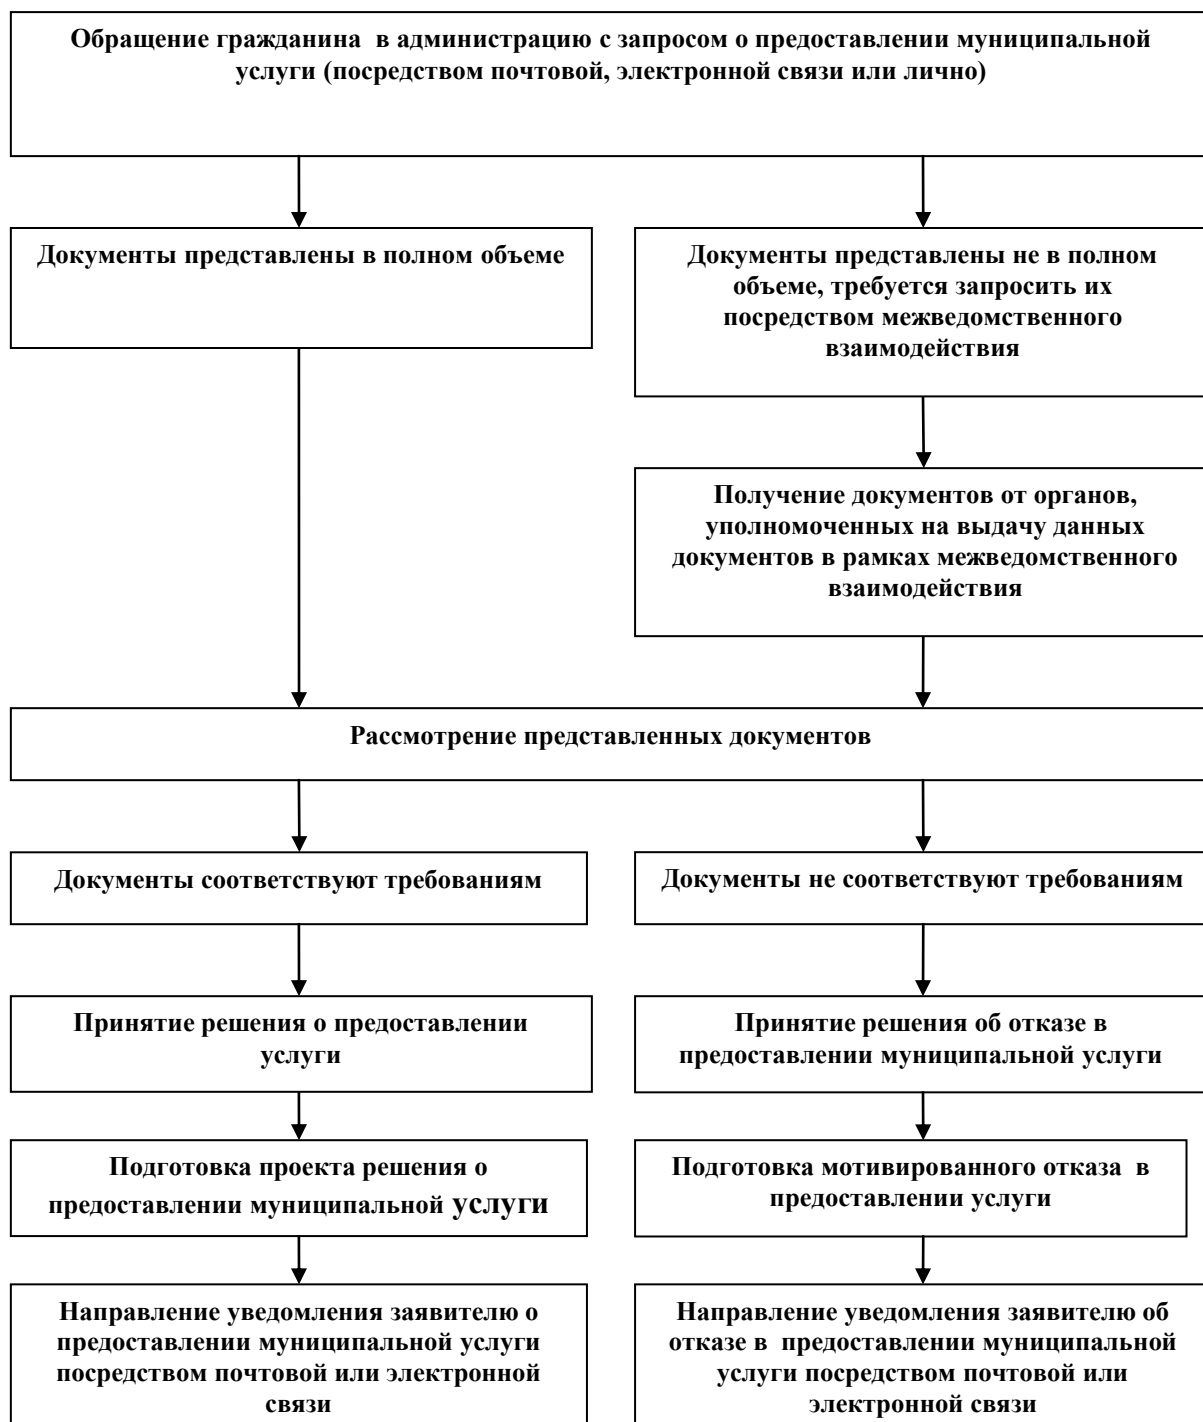 Обращение гражданина  в администрацию с запросом о предоставлении муниципальной
услуги (посредством почтовой, электронной связи или лично)
Документы представлены в полном объеме
Документы представлены не в полном
объеме, требуется запросить их
посредством межведомственного
взаимодействия
Получение документов от органов,
уполномоченных на выдачу данных
документов в рамках межведомственного
взаимодействия
Рассмотрение представленных документов
Документы соответствуют требованиям
Документы не соответствуют требованиям
Принятие решения о предоставлении
услуги
Принятие решения об отказе в
предоставлении муниципальной услуги
Подготовка проекта решения о
предоставлении муниципальной услуги
Подготовка мотивированного отказа  в
предоставлении услуги
Направление уведомления заявителю о
предоставлении муниципальной услуги
посредством почтовой или электронной
связи
Направление уведомления заявителю об
отказе в  предоставлении муниципальной
услуги посредством почтовой или
электронной связи